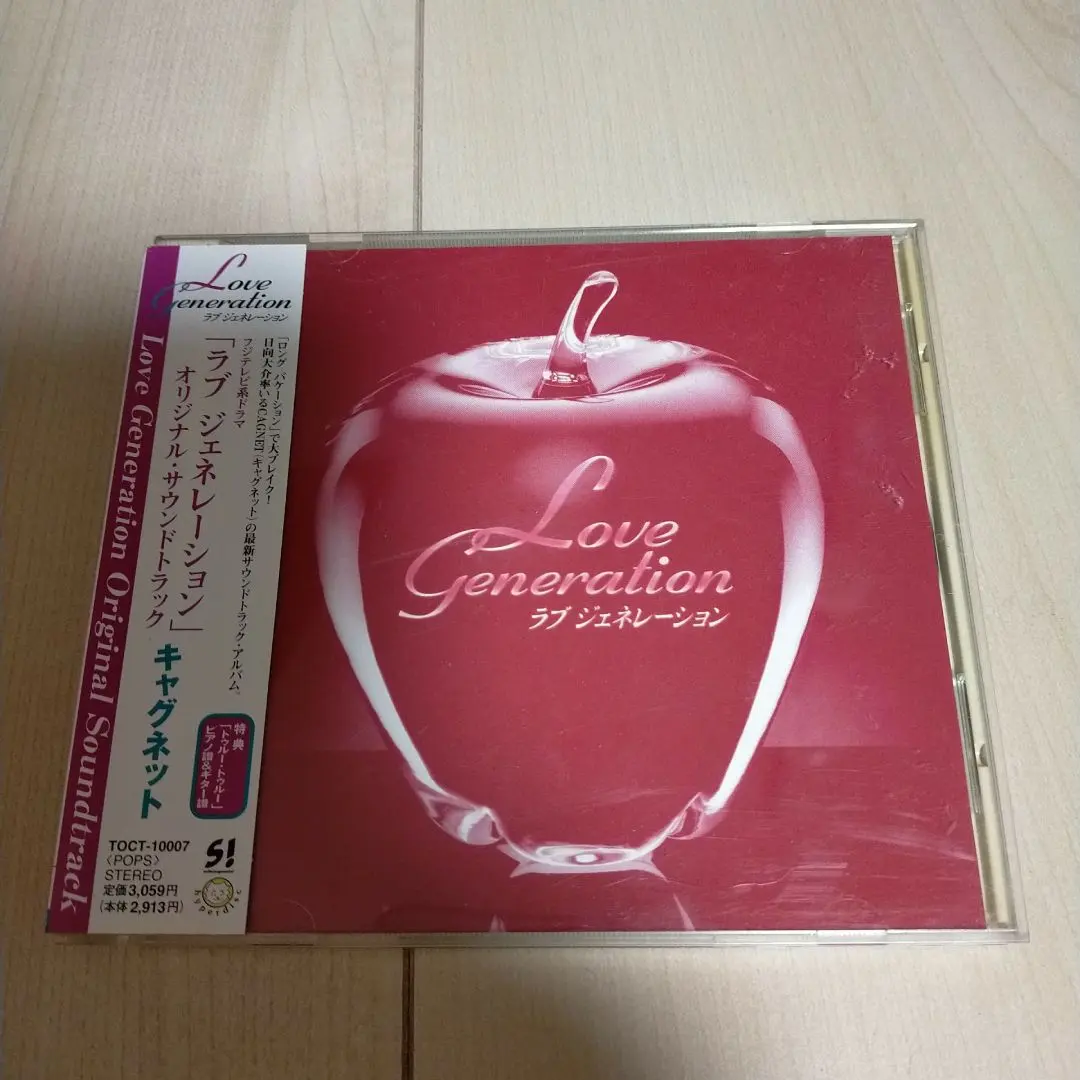 Love
Generation
ラブ ジェネレーション
Love Generation Original Soundtrack
「ロング バケーション」で大ブレイク!
日向大介率いるCAGNET(キャグネット)の最新サウンドトラック・アルバム。
フジテレビ系ドラマ
「ラブ ジェネレーション」
オリジナル・サウンドトラック
キャグネット
特典
「トゥルー・トゥルー」
ピアノ譜&ギター譜
TOCT-10007
〈POPS〉
STEREO
定価3,059円
(本体2,913円)
S!
hyperdisc
Love
Generation
ラブ ジェネレーション